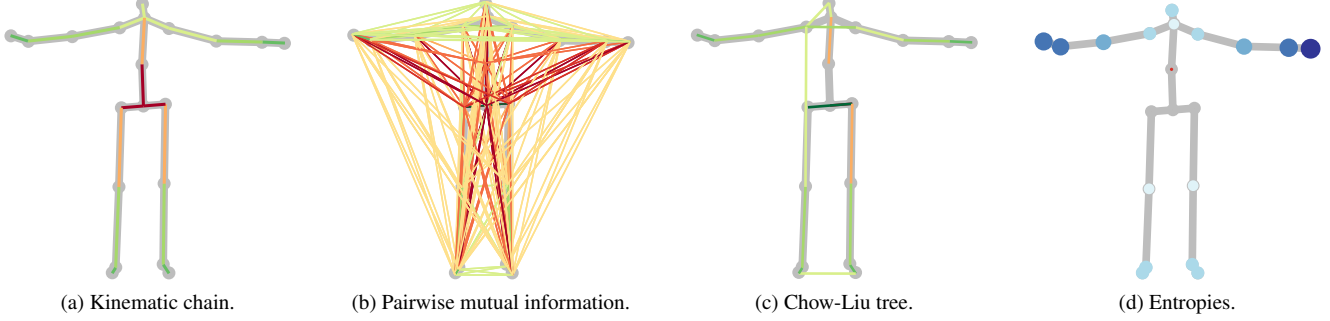 (a) Kinematic chain.
(b) Pairwise mutual information.
(c) Chow-Liu tree.
(d) Entropies.